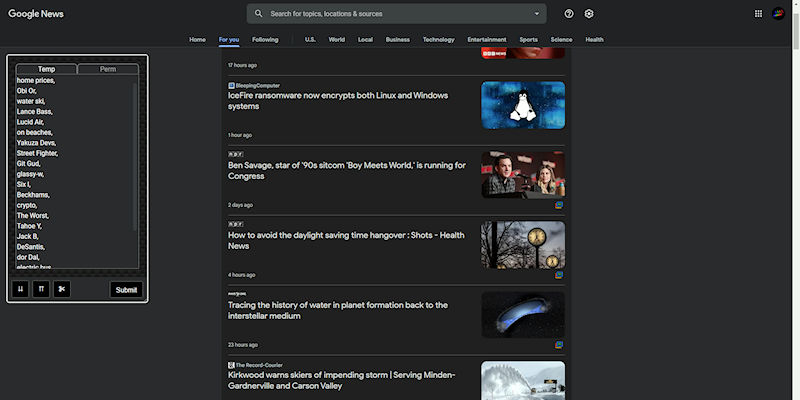 Google News
Search for topics, locations & sources
Home
For you
Following
U.S.
World
Local
Business
Technology
Entertainment
Sports
Science
Health
Temp
Perm
home prices,
Obi Or,
water ski,
Lance Bass,
Lucid Air,
on beaches,
Yakuza Devs,
Street Fighter,
Git Gud,
glassy-w,
Six I,
Beckhams,
crypto,
The Worst,
Tahoe Y,
Jack B,
DeSantis,
dor Dal,
electric bus
Submit
BBC NEWS
17 hours ago
BleepingComputer
IceFire ransomware now encrypts both Linux and Windows
systems
1 hour ago
npr
Ben Savage, star of '90s sitcom 'Boy Meets World,' is running for
Congress
2 days ago
npr
How to avoid the daylight saving time hangover : Shots - Health
News
4 hours ago
Tracing the history of water in planet formation back to the
interstellar medium
23 hours ago
The Record-Courier
Kirkwood warns skiers of impending storm | Serving Minden-
Gardnerville and Carson Valley